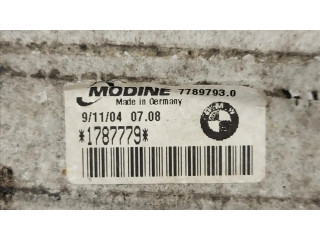 MODINE 7789793.0
Made in Germany
9/11/04 07.08
BMW
*1787779*